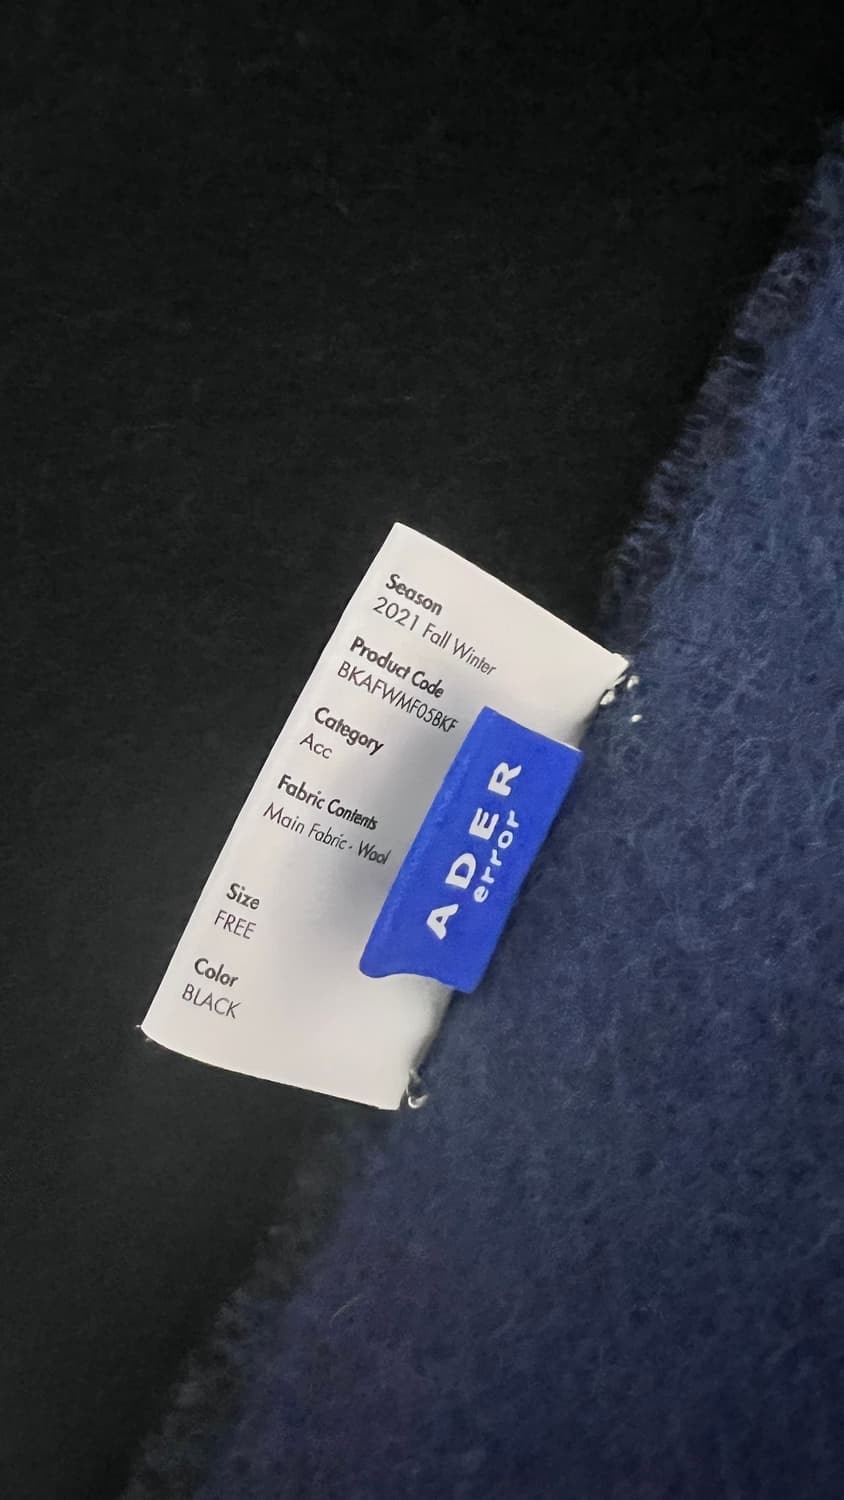 Season
2021 Fall Winter
Product Code
BKAFWMF05BKF
Category
Acc
Fabric Contents
Main Fabric - Wool
Size
FREE
Color
BLACK
ADER
error